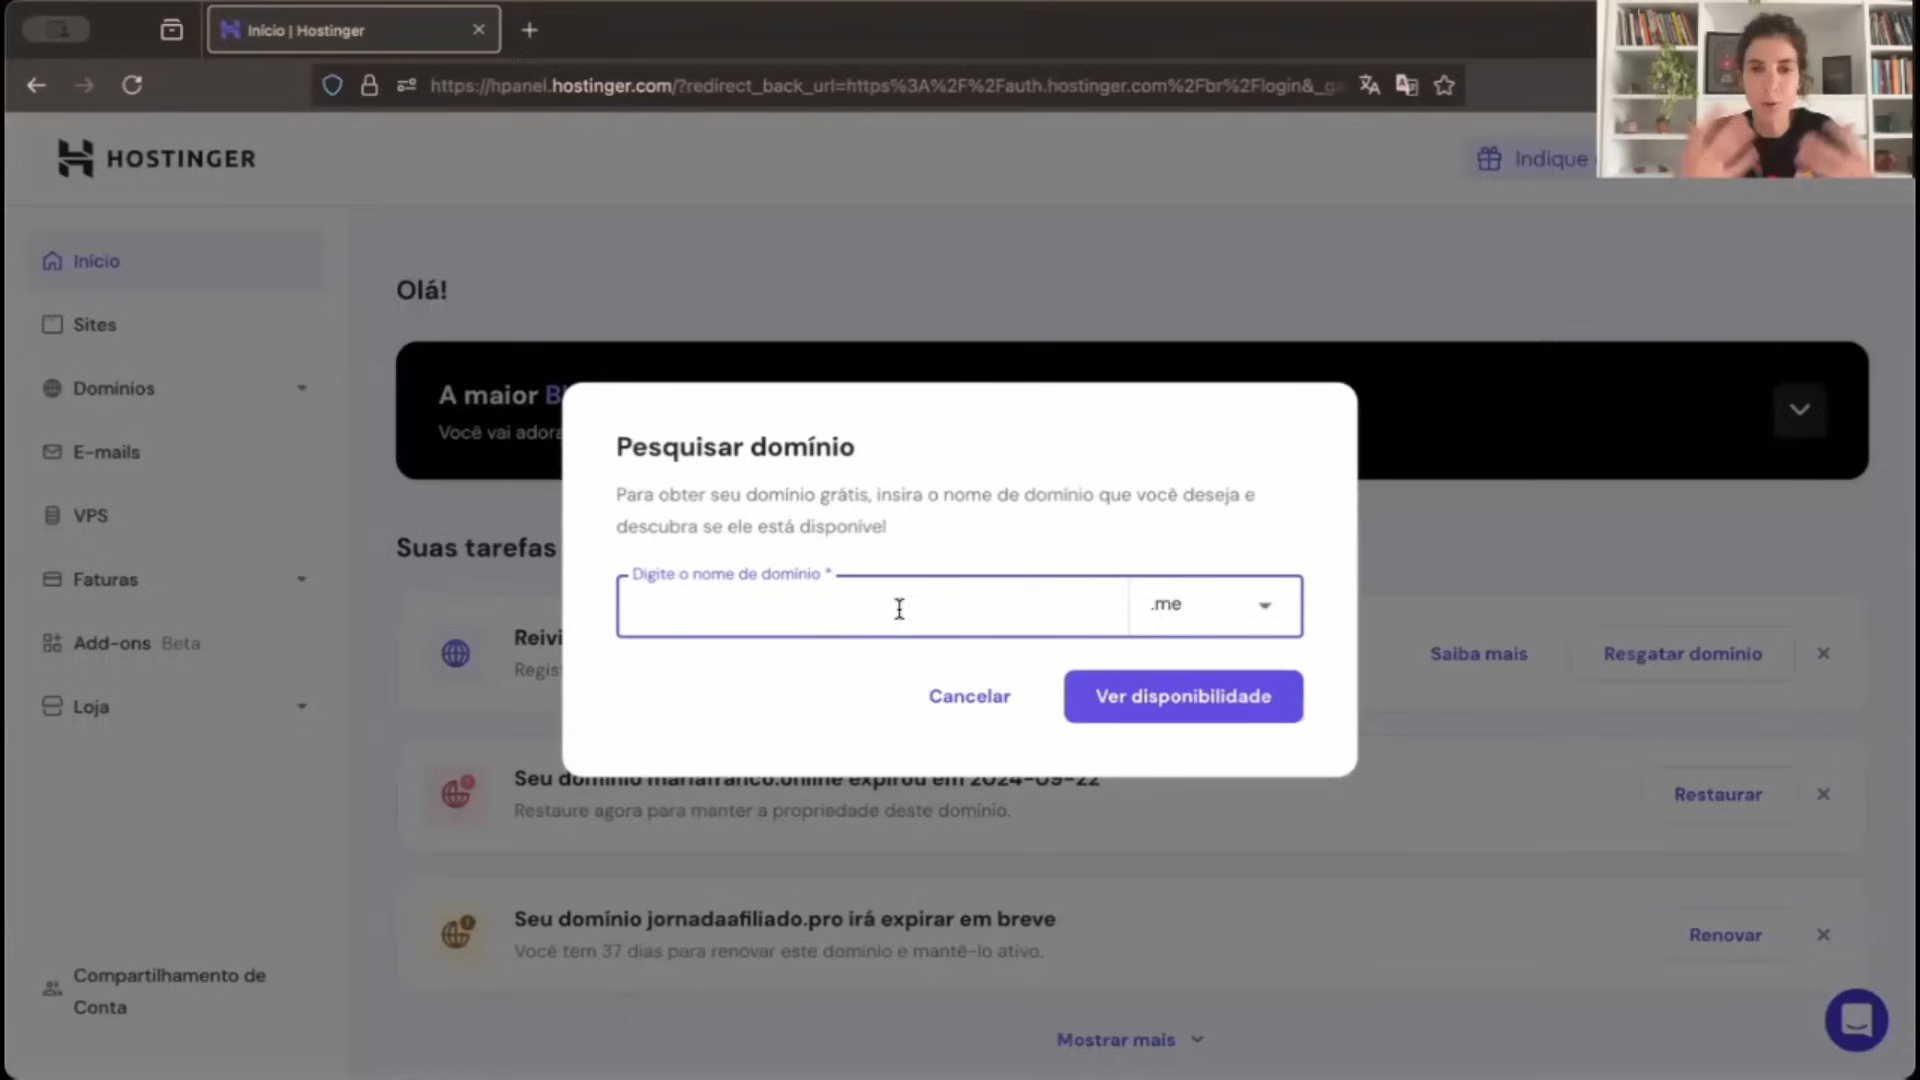 Início | Hostinger
https://hpanel.hostinger.com/?redirect_back_url=https%3A%2F%2Fauth.hostinger.com%2Fbr%2Flogin&_g
HOSTINGER
Indique
Início
Sites
Domínios
E-mails
VPS
Faturas
Add-ons Beta
Loja
Compartilhamento de
Conta
Olá!
A maior
Você vai adora
Suas tarefas
Pesquisar domínio
Para obter seu domínio grátis, insira o nome de domínio que você deseja e
descubra se ele está disponível
Digite o nome de domínio *
.me
Cancelar
Ver disponibilidade
Reivi
Regis
Saiba mais
Resgatar domínio
Seu domínio mariafranco.online expirou em 2024-09-22
Restaure agora para manter a propriedade deste domínio.
Restaurar
Seu domínio jornadaafiliado.pro irá expirar em breve
Você tem 37 dias para renovar este domínio e mantê-lo ativo.
Renovar
Mostrar mais